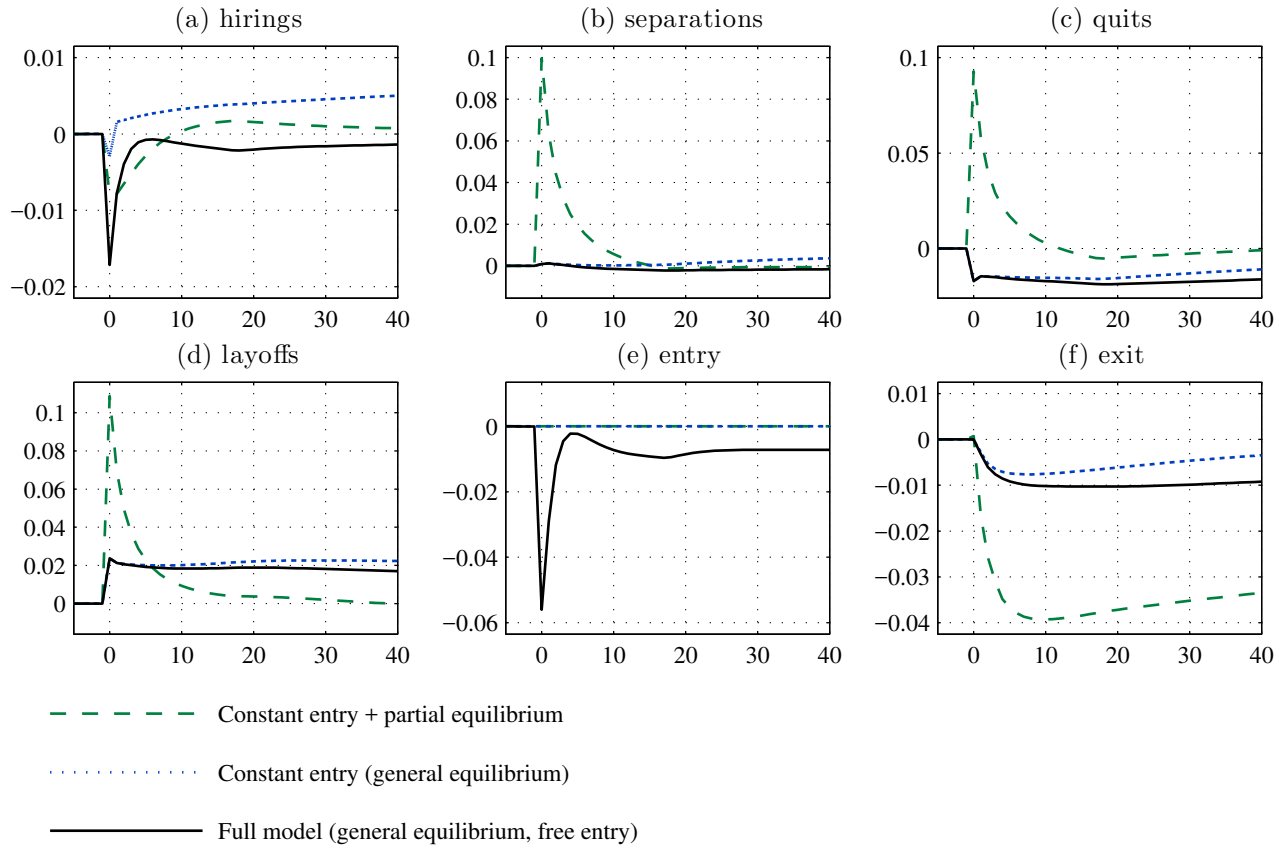 (a) hirings
(b) separations
(c) quits
0.01
0
−0.01
−0.02
0 10 20 30 40
0.1
0.08
0.06
0.04
0.02
0
0 10 20 30 40
0.1
0.05
0
0 10 20 30 40
(d) layoffs
(e) entry
(f) exit
0.1
0.08
0.06
0.04
0.02
0
0 10 20 30 40
0
−0.02
−0.04
−0.06
0 10 20 30 40
0.01
0
−0.01
−0.02
−0.03
−0.04
0 10 20 30 40
Constant entry + partial equilibrium
Constant entry (general equilibrium)
Full model (general equilibrium, free entry)